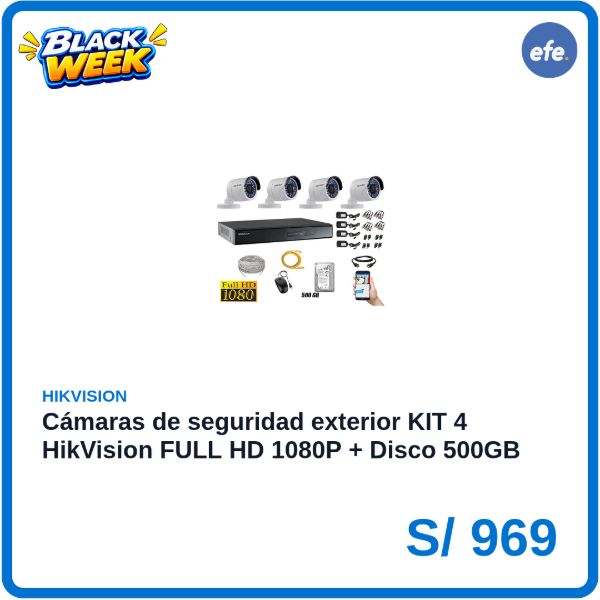 BLACK
WEEK
efe.
Full HD
1080
500 GB
HIKVISION
Cámaras de seguridad exterior KIT 4
HikVision FULL HD 1080P + Disco 500GB
S/ 969